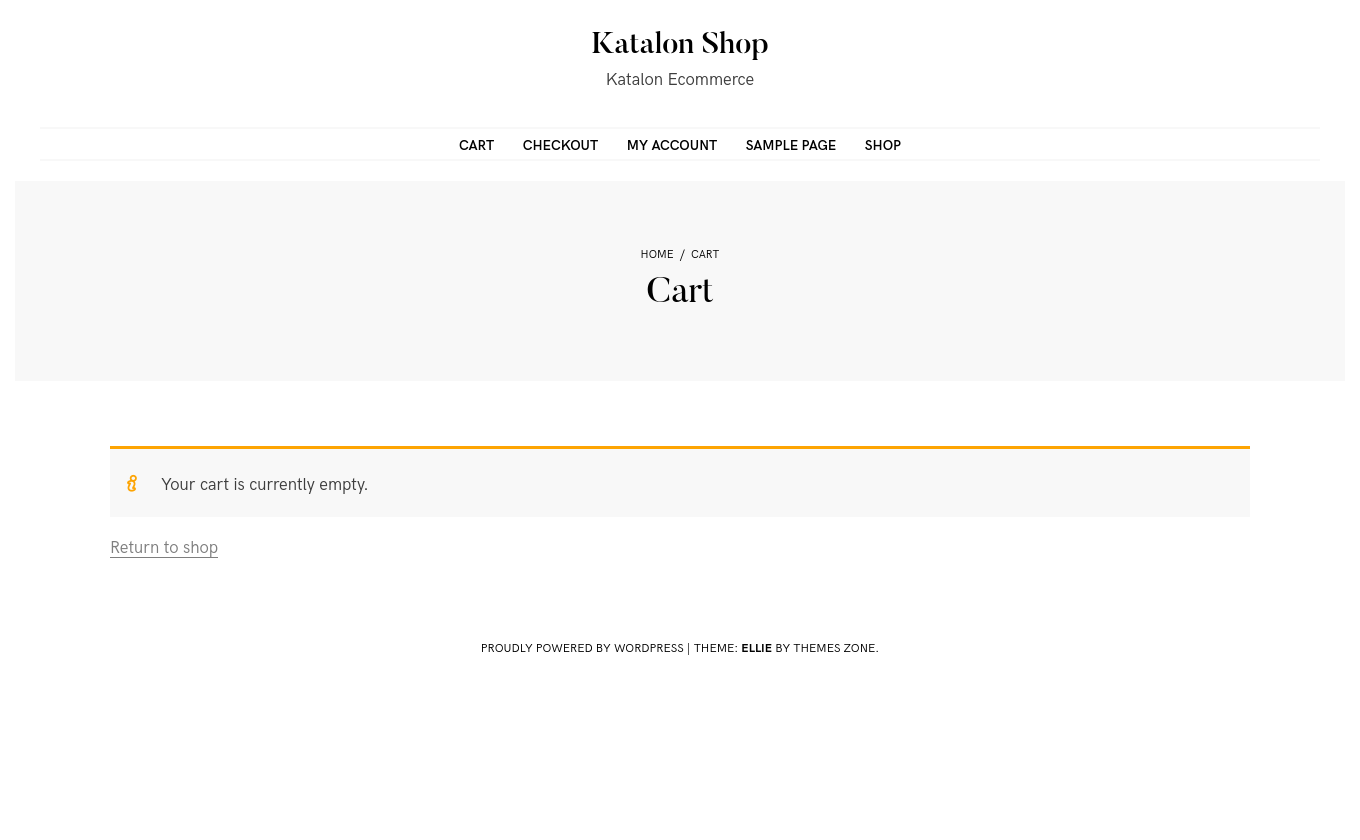 Katalon Shop
Katalon Ecommerce
CART CHECKOUT MY ACCOUNT SAMPLE PAGE SHOP
HOME / CART
Cart
Your cart is currently empty.
Return to shop
PROUDLY POWERED BY WORDPRESS | THEME: ELLIE BY THEMES ZONE.